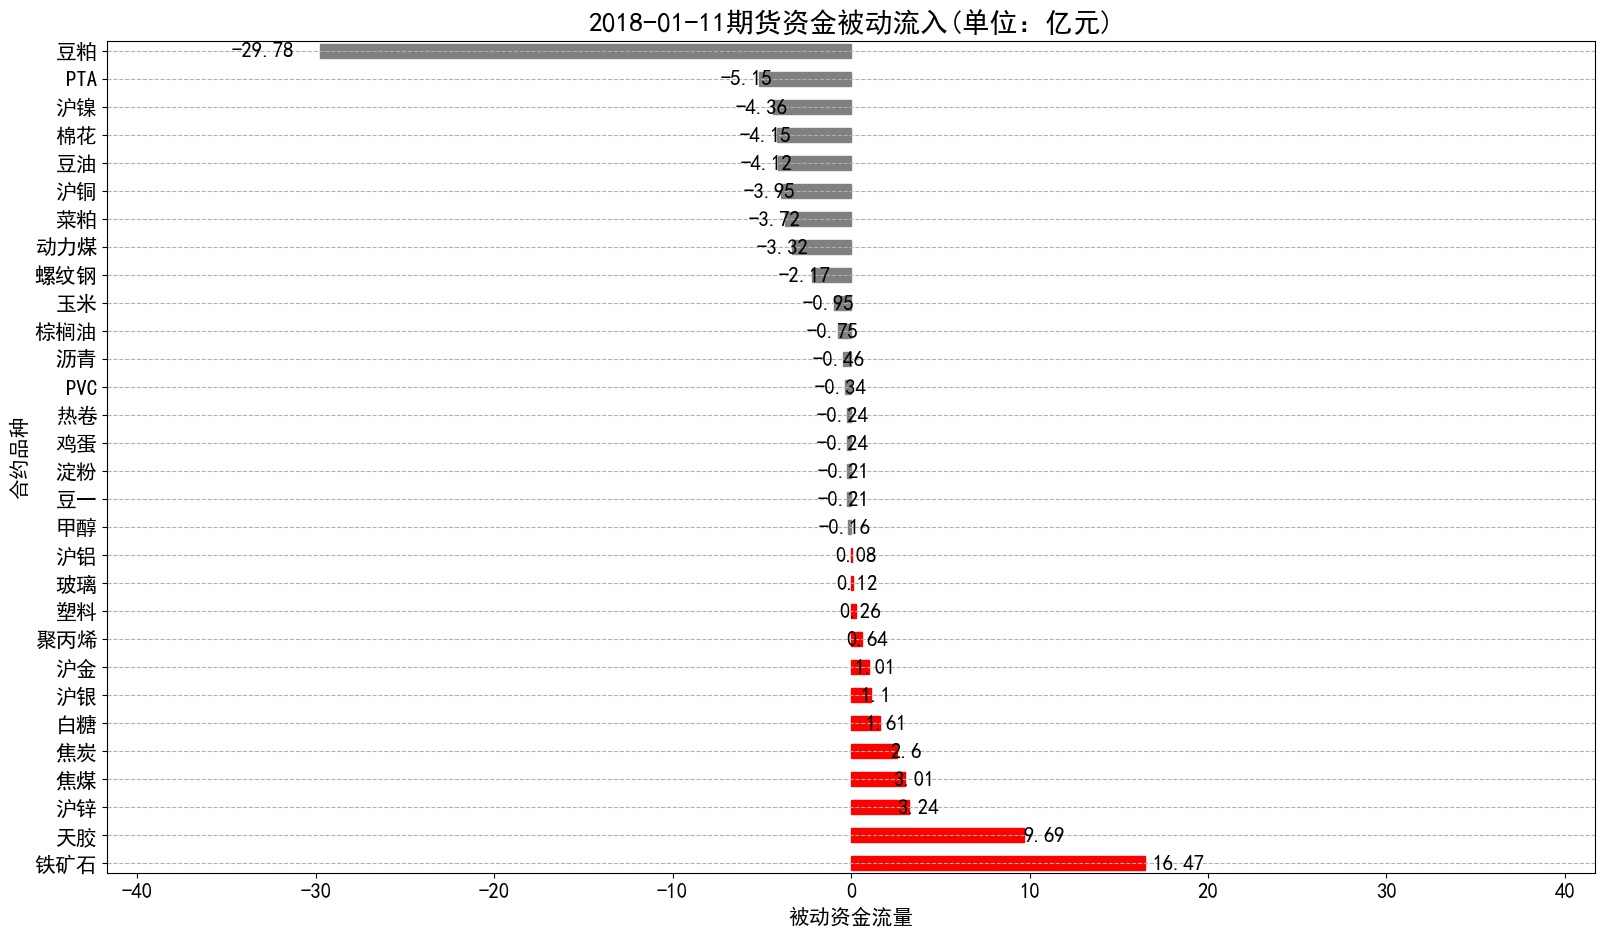 2018-01-11期货资金被动流入(单位：亿元)
豆粕 -29.78
PTA -5.15
沪镍 -4.36
棉花 -4.15
豆油 -4.12
沪铜 -3.95
菜粕 -3.72
动力煤 -3.32
螺纹钢 -2.17
玉米 -0.95
棕榈油 -0.75
沥青 -0.46
PVC -0.34
热卷 -0.24
鸡蛋 -0.24
淀粉 -0.21
豆一 -0.21
甲醇 -0.16
沪铝 0.08
玻璃 0.12
塑料 0.26
聚丙烯 0.64
沪金 1.01
沪银 1.1
白糖 1.61
焦炭 2.6
焦煤 3.01
沪锌 3.24
天胶 9.69
铁矿石 16.47
合约品种
-40 -30 -20 -10 0 10 20 30 40
被动资金流量